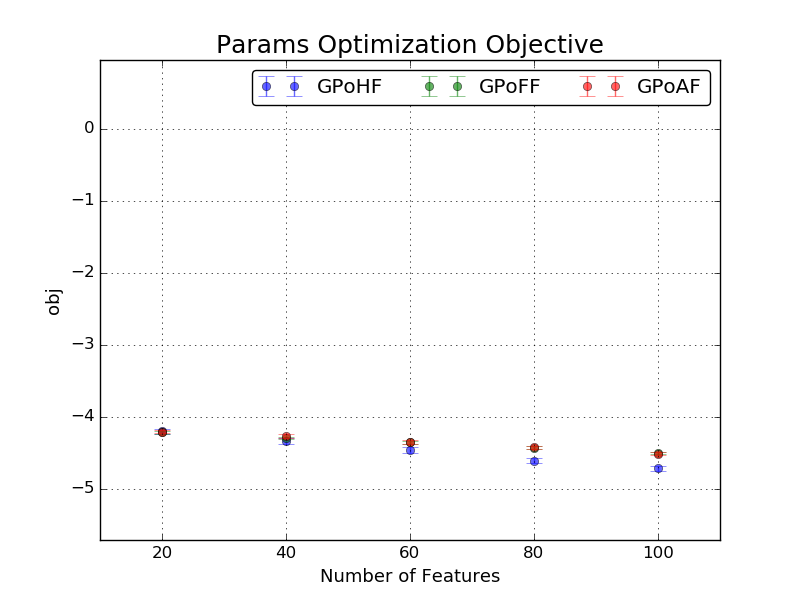 Params Optimization Objective
GPoHF GPoFF GPoAF
0
−1
−2
−3
−4
−5
obj
20 40 60 80 100
Number of Features